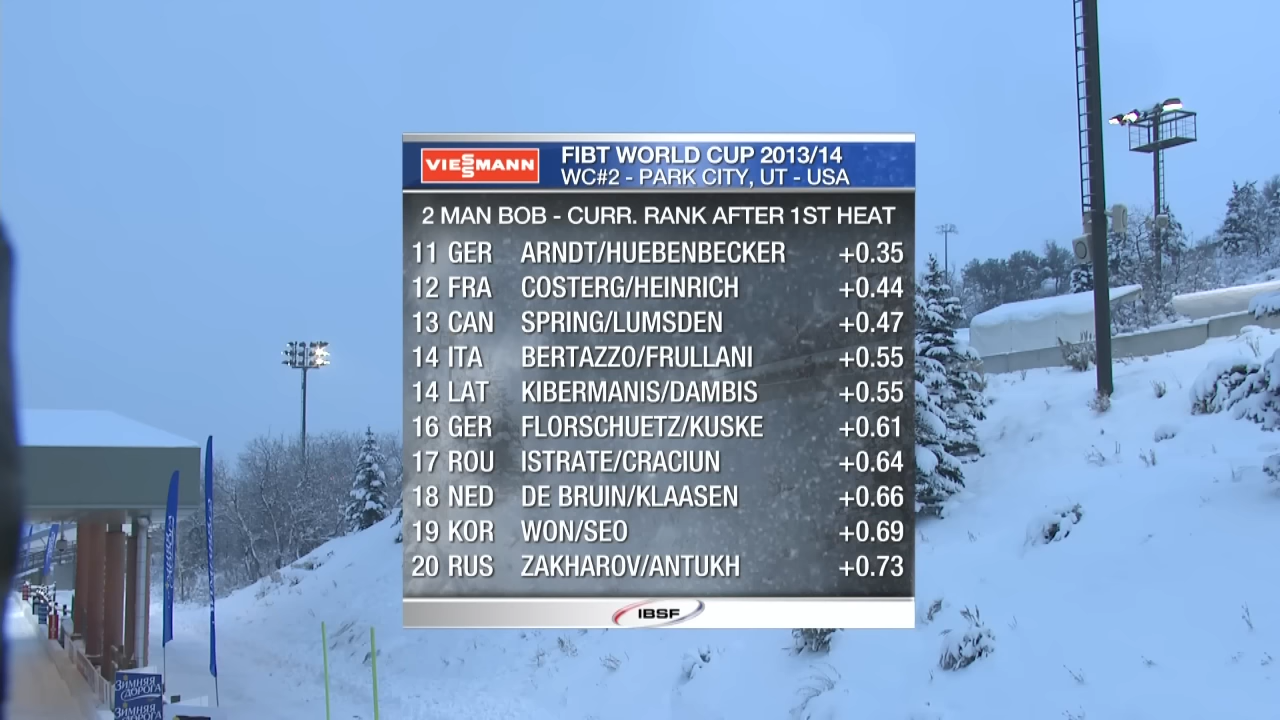 VIESSMANN
FIBT WORLD CUP 2013/14
WC#2 - PARK CITY, UT - USA
2 MAN BOB - CURR. RANK AFTER 1ST HEAT
11 GER ARNDT/HUEBENBECKER +0.35
12 FRA COSTERG/HEINRICH +0.44
13 CAN SPRING/LUMSDEN +0.47
14 ITA BERTAZZO/FRULLANI +0.55
14 LAT KIBERMANIS/DAMBIS +0.55
16 GER FLORSCHUETZ/KUSKE +0.61
17 ROU ISTRATE/CRACIUN +0.64
18 NED DE BRUIN/KLAASEN +0.66
19 KOR WON/SEO +0.69
20 RUS ZAKHAROV/ANTUKH +0.73
IBSF
ЗИМНЯЯ
ДОРОГА
ЗИМНЯЯ